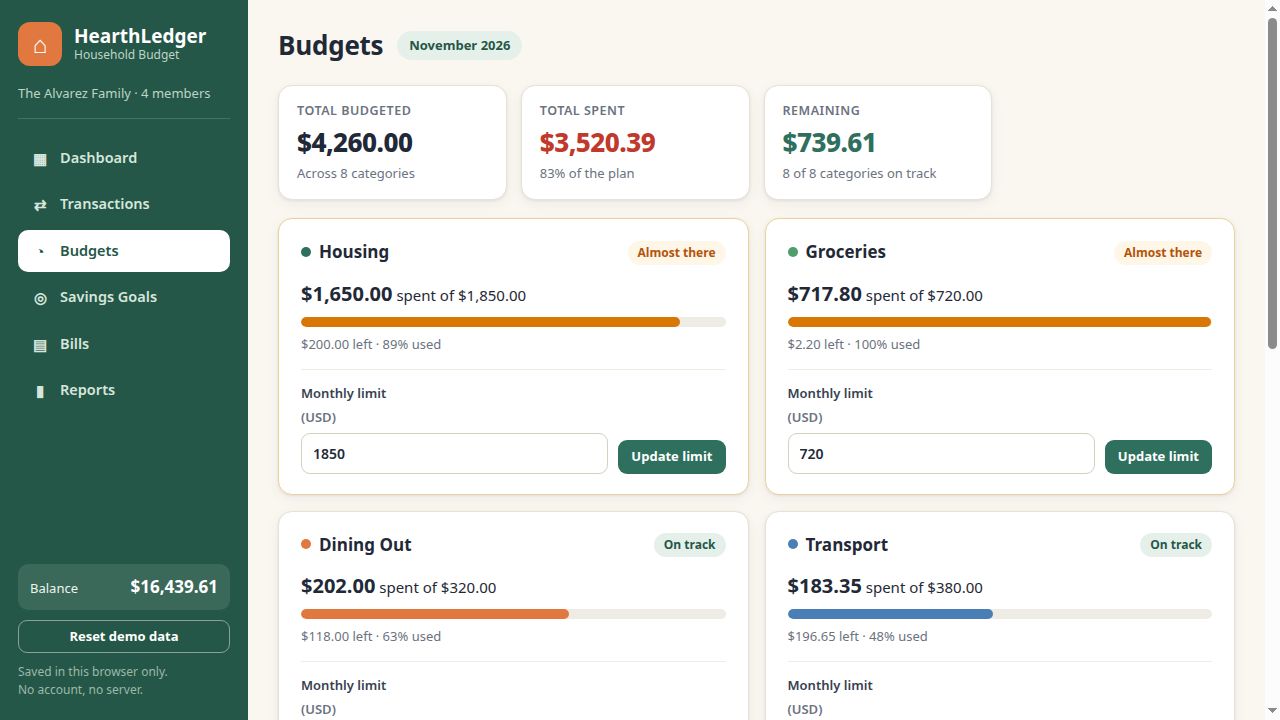 HearthLedger
Household Budget
The Alvarez Family · 4 members
Dashboard
Transactions
Budgets
Savings Goals
Bills
Reports
Balance $16,439.61
Reset demo data
Saved in this browser only.
No account, no server.
Budgets November 2026
TOTAL BUDGETED
$4,260.00
Across 8 categories
TOTAL SPENT
$3,520.39
83% of the plan
REMAINING
$739.61
8 of 8 categories on track
Housing Almost there
$1,650.00 spent of $1,850.00
$200.00 left · 89% used
Monthly limit
(USD)
1850 Update limit
Groceries Almost there
$717.80 spent of $720.00
$2.20 left · 100% used
Monthly limit
(USD)
720 Update limit
Dining Out On track
$202.00 spent of $320.00
$118.00 left · 63% used
Monthly limit
(USD)
Transport On track
$183.35 spent of $380.00
$196.65 left · 48% used
Monthly limit
(USD)